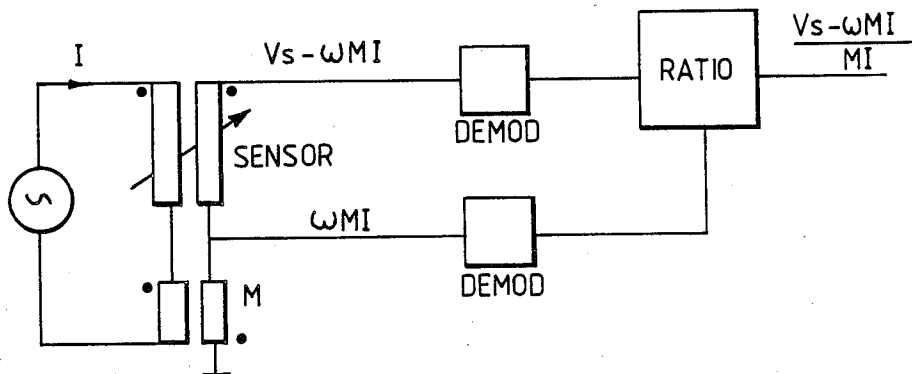 I
Vs-ωMI
DEMOD
RATIO
Vs-ωMI
MI
SENSOR
ωMI
DEMOD
M